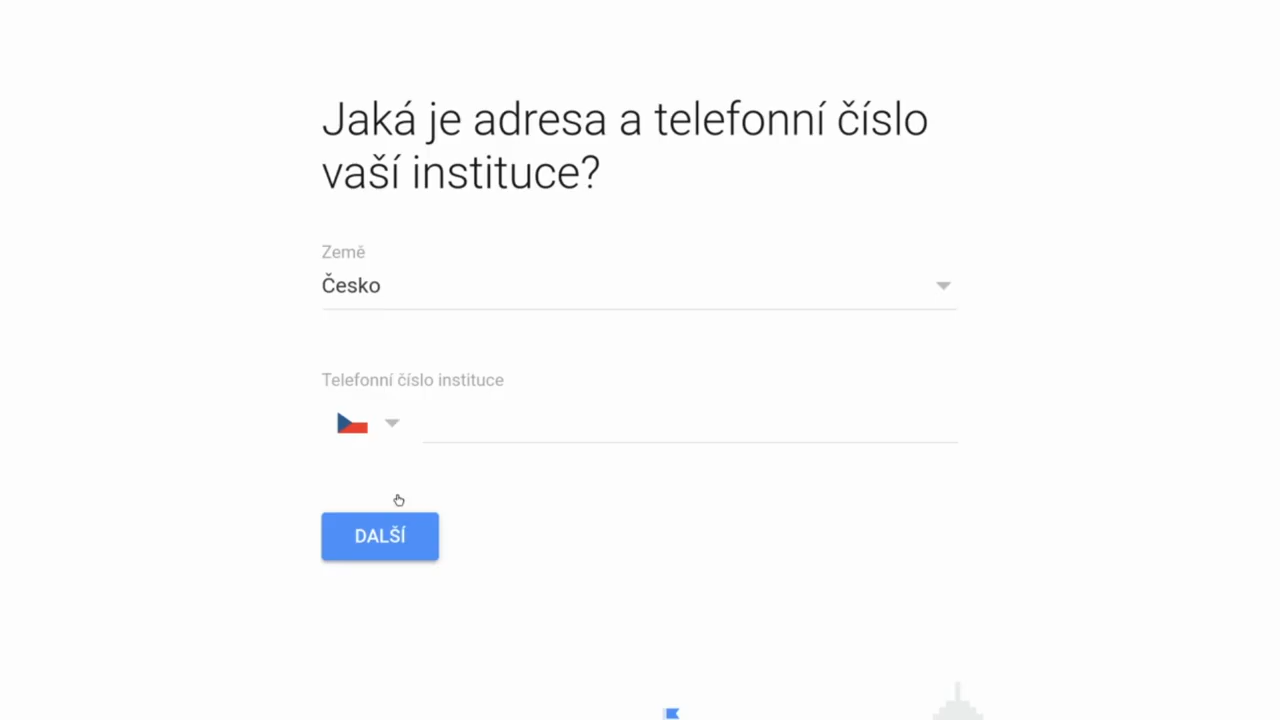 Jaká je adresa a telefonní číslo
vaší instituce?
Země
Česko
Telefonní číslo instituce
DALŠÍ